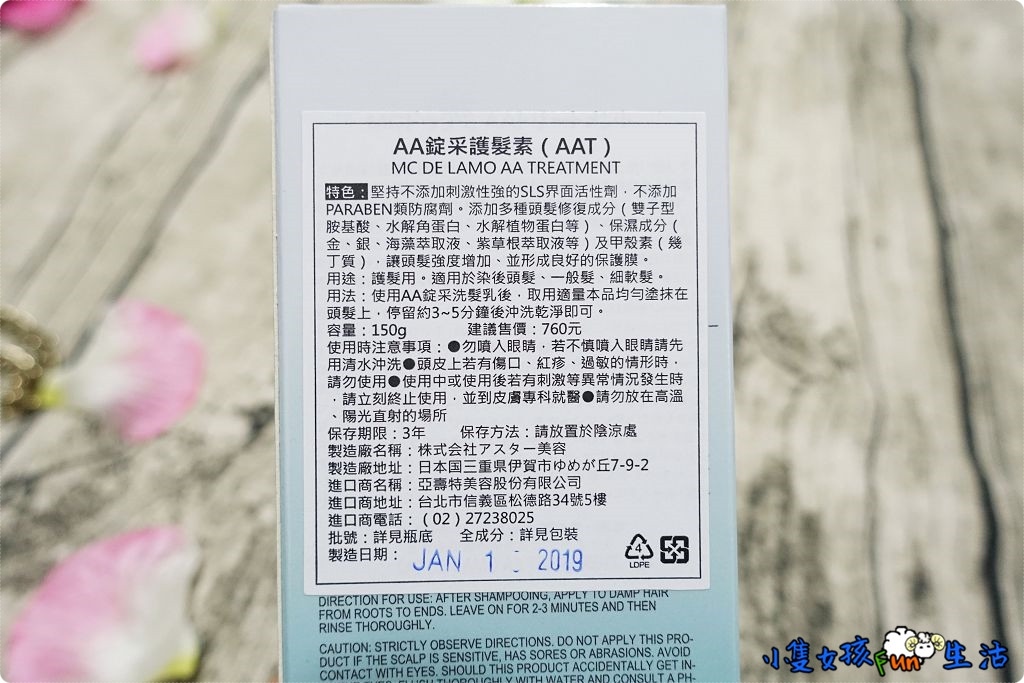 AA錠采護髮素(AAT)
MC DE LAMO AA TREATMENT
特色：堅持不添加刺激性強的SLS界面活性劑，不添加
PARABEN類防腐劑。添加多種頭髮修復成分(雙子型
胺基酸、水解角蛋白、水解植物蛋白等)、保濕成分(
金、銀、海藻萃取液、紫草根萃取液等)及甲殼素(幾
丁質)，讓頭髮強度增加、並形成良好的保護膜。
用途：護髮用。適用於染後頭髮、一般髮、細軟髮。
用法：使用AA錠采洗髮乳後，取用適量本品均勻塗抹在
頭髮上，停留約3~5分鐘後沖洗乾淨即可。
容量：150g 建議售價：760元
使用時注意事項：●勿噴入眼睛，若不慎噴入眼睛請先
用清水沖洗●頭皮上若有傷口、紅疹、過敏的情形時，
請勿使用●使用中或使用後若有刺激等異常情況發生時
，請立刻終止使用，並到皮膚專科就醫●請勿放在高溫
、陽光直射的場所
保存期限：3年 保存方法：請放置於陰涼處
製造廠名稱：株式会社アスター美容
製造廠地址：日本国三重県伊賀市ゆめが丘7-9-2
進口商名稱：亞壽特美容股份有限公司
進口商地址：台北市信義區松德路34號5樓
進口商電話：(02)27238025
批號：詳見瓶底 全成分：詳見包裝
製造日期： JAN 1 2019
4
LDPE
DIRECTION FOR USE: AFTER SHAMPOOING, APPLY TO DAMP HAIR
FROM ROOTS TO ENDS. LEAVE ON FOR 2-3 MINUTES AND THEN
RINSE THOROUGHLY.
CAUTION: STRICTLY OBSERVE DIRECTIONS. DO NOT APPLY THIS PRO-
DUCT IF THE SCALP IS SENSITIVE, HAS SORES OR ABRASIONS. AVOID
CONTACT WITH EYES. SHOULD THIS PRODUCT ACCIDENTALLY GET IN-
THOROUGHLY WITH WATER AND CONSULT A PH-
小隻女孩Fun生活